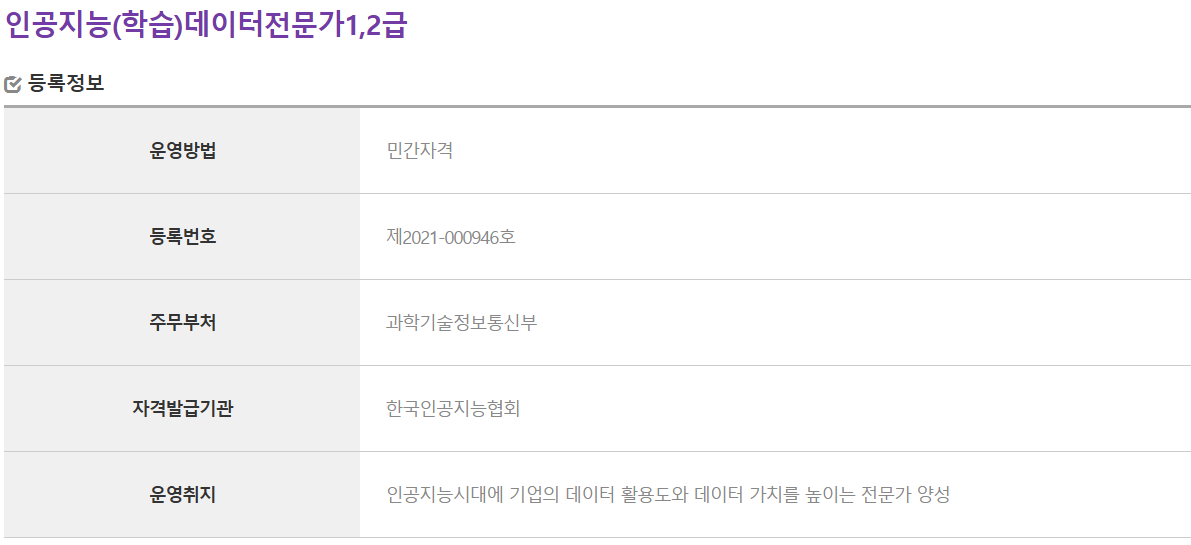 인공지능(학습)데이터전문가1,2급
등록정보
운영방법 민간자격
등록번호 제2021-000946호
주무부처 과학기술정보통신부
자격발급기관 한국인공지능협회
운영취지 인공지능시대에 기업의 데이터 활용도와 데이터 가치를 높이는 전문가 양성